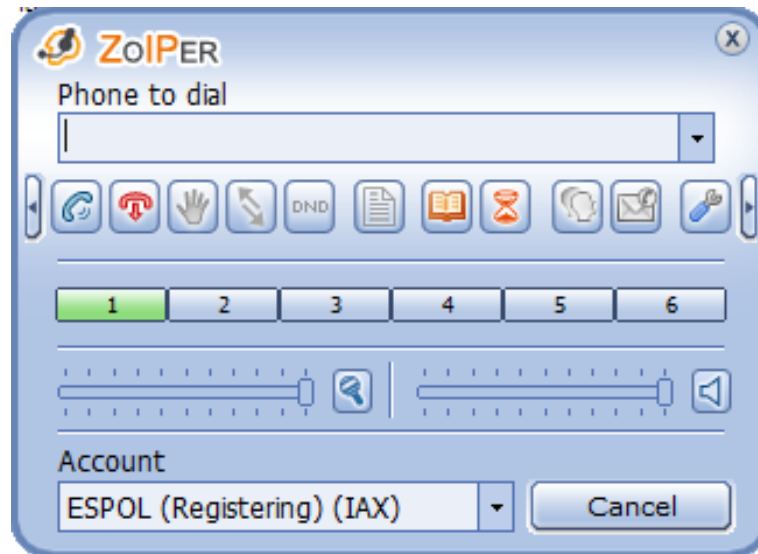 ZOIPER
Phone to dial
DND
1 2 3 4 5 6
Account
ESPOL (Registering) (IAX)
Cancel